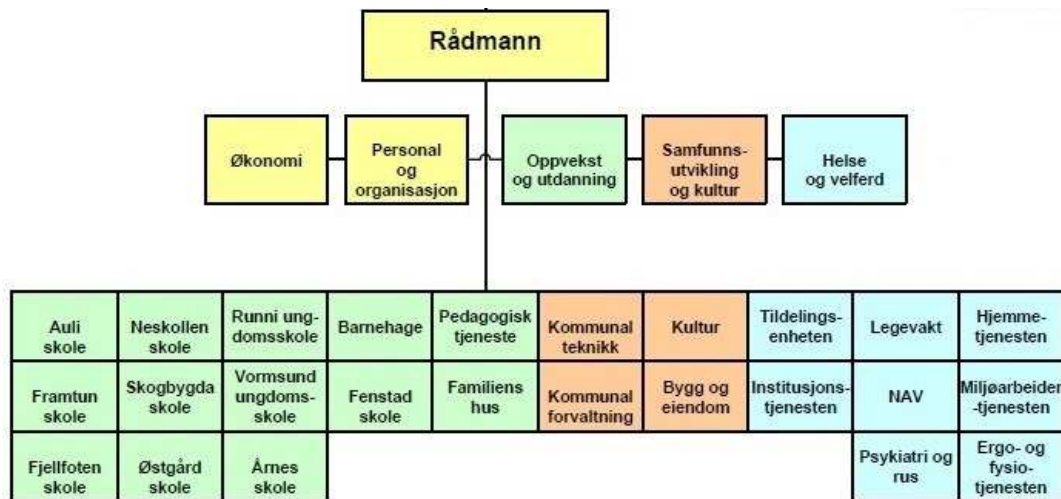 Rådmann
Økonomi
Personal
og
organisasjon
Oppvekst
og utdanning
Samfunns-
utvikling
og kultur
Helse
og velferd
Auli
skole
Neskollen
skole
Runni ung-
domsskole
Barnehage
Pedagogisk
tjeneste
Kommunal
teknikk
Kultur
Tildelings-
enheten
Legevakt
Hjemme-
tjenesten
Framtun
skole
Skogbygda
skole
Vormsund
ungdoms-
skole
Fenstad
skole
Familiens
hus
Kommunal
forvaltning
Bygg og
eiendom
Institusjons-
tjenesten
NAV
Miljøarbeider
-tjenesten
Fjellfoten
skole
Østgård
skole
Årnes
skole
Psykiatri og
rus
Ergo- og
fysio-
tjenesten